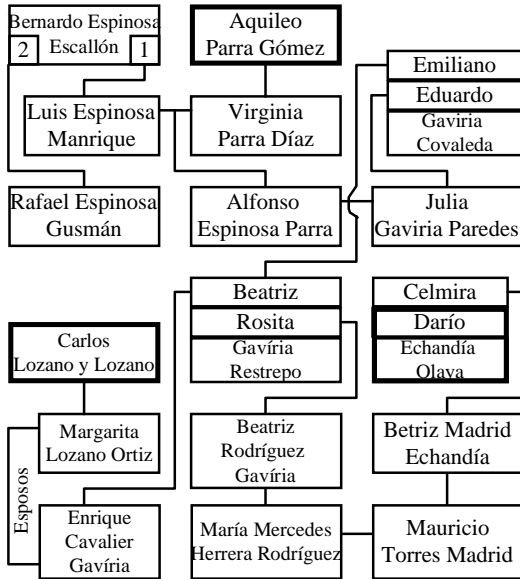 Bernardo Espinosa
Escallón
2
1
Aquileo
Parra Gómez
Emiliano
Eduardo
Gaviria
Covaleda
Luis Espinosa
Manrique
Virginia
Parra Díaz
Rafael Espinosa
Gusmán
Alfonso
Espinosa Parra
Julia
Gaviria Paredes
Beatriz
Rosita
Gavíria
Restrepo
Celmira
Darío
Echandía
Olaya
Carlos
Lozano y Lozano
Margarita
Lozano Ortiz
Beatriz
Rodríguez
Gavíria
Betriz Madrid
Echandía
Esposos
Enrique
Cavalier
Gavíria
María Mercedes
Herrera Rodríguez
Mauricio
Torres Madrid